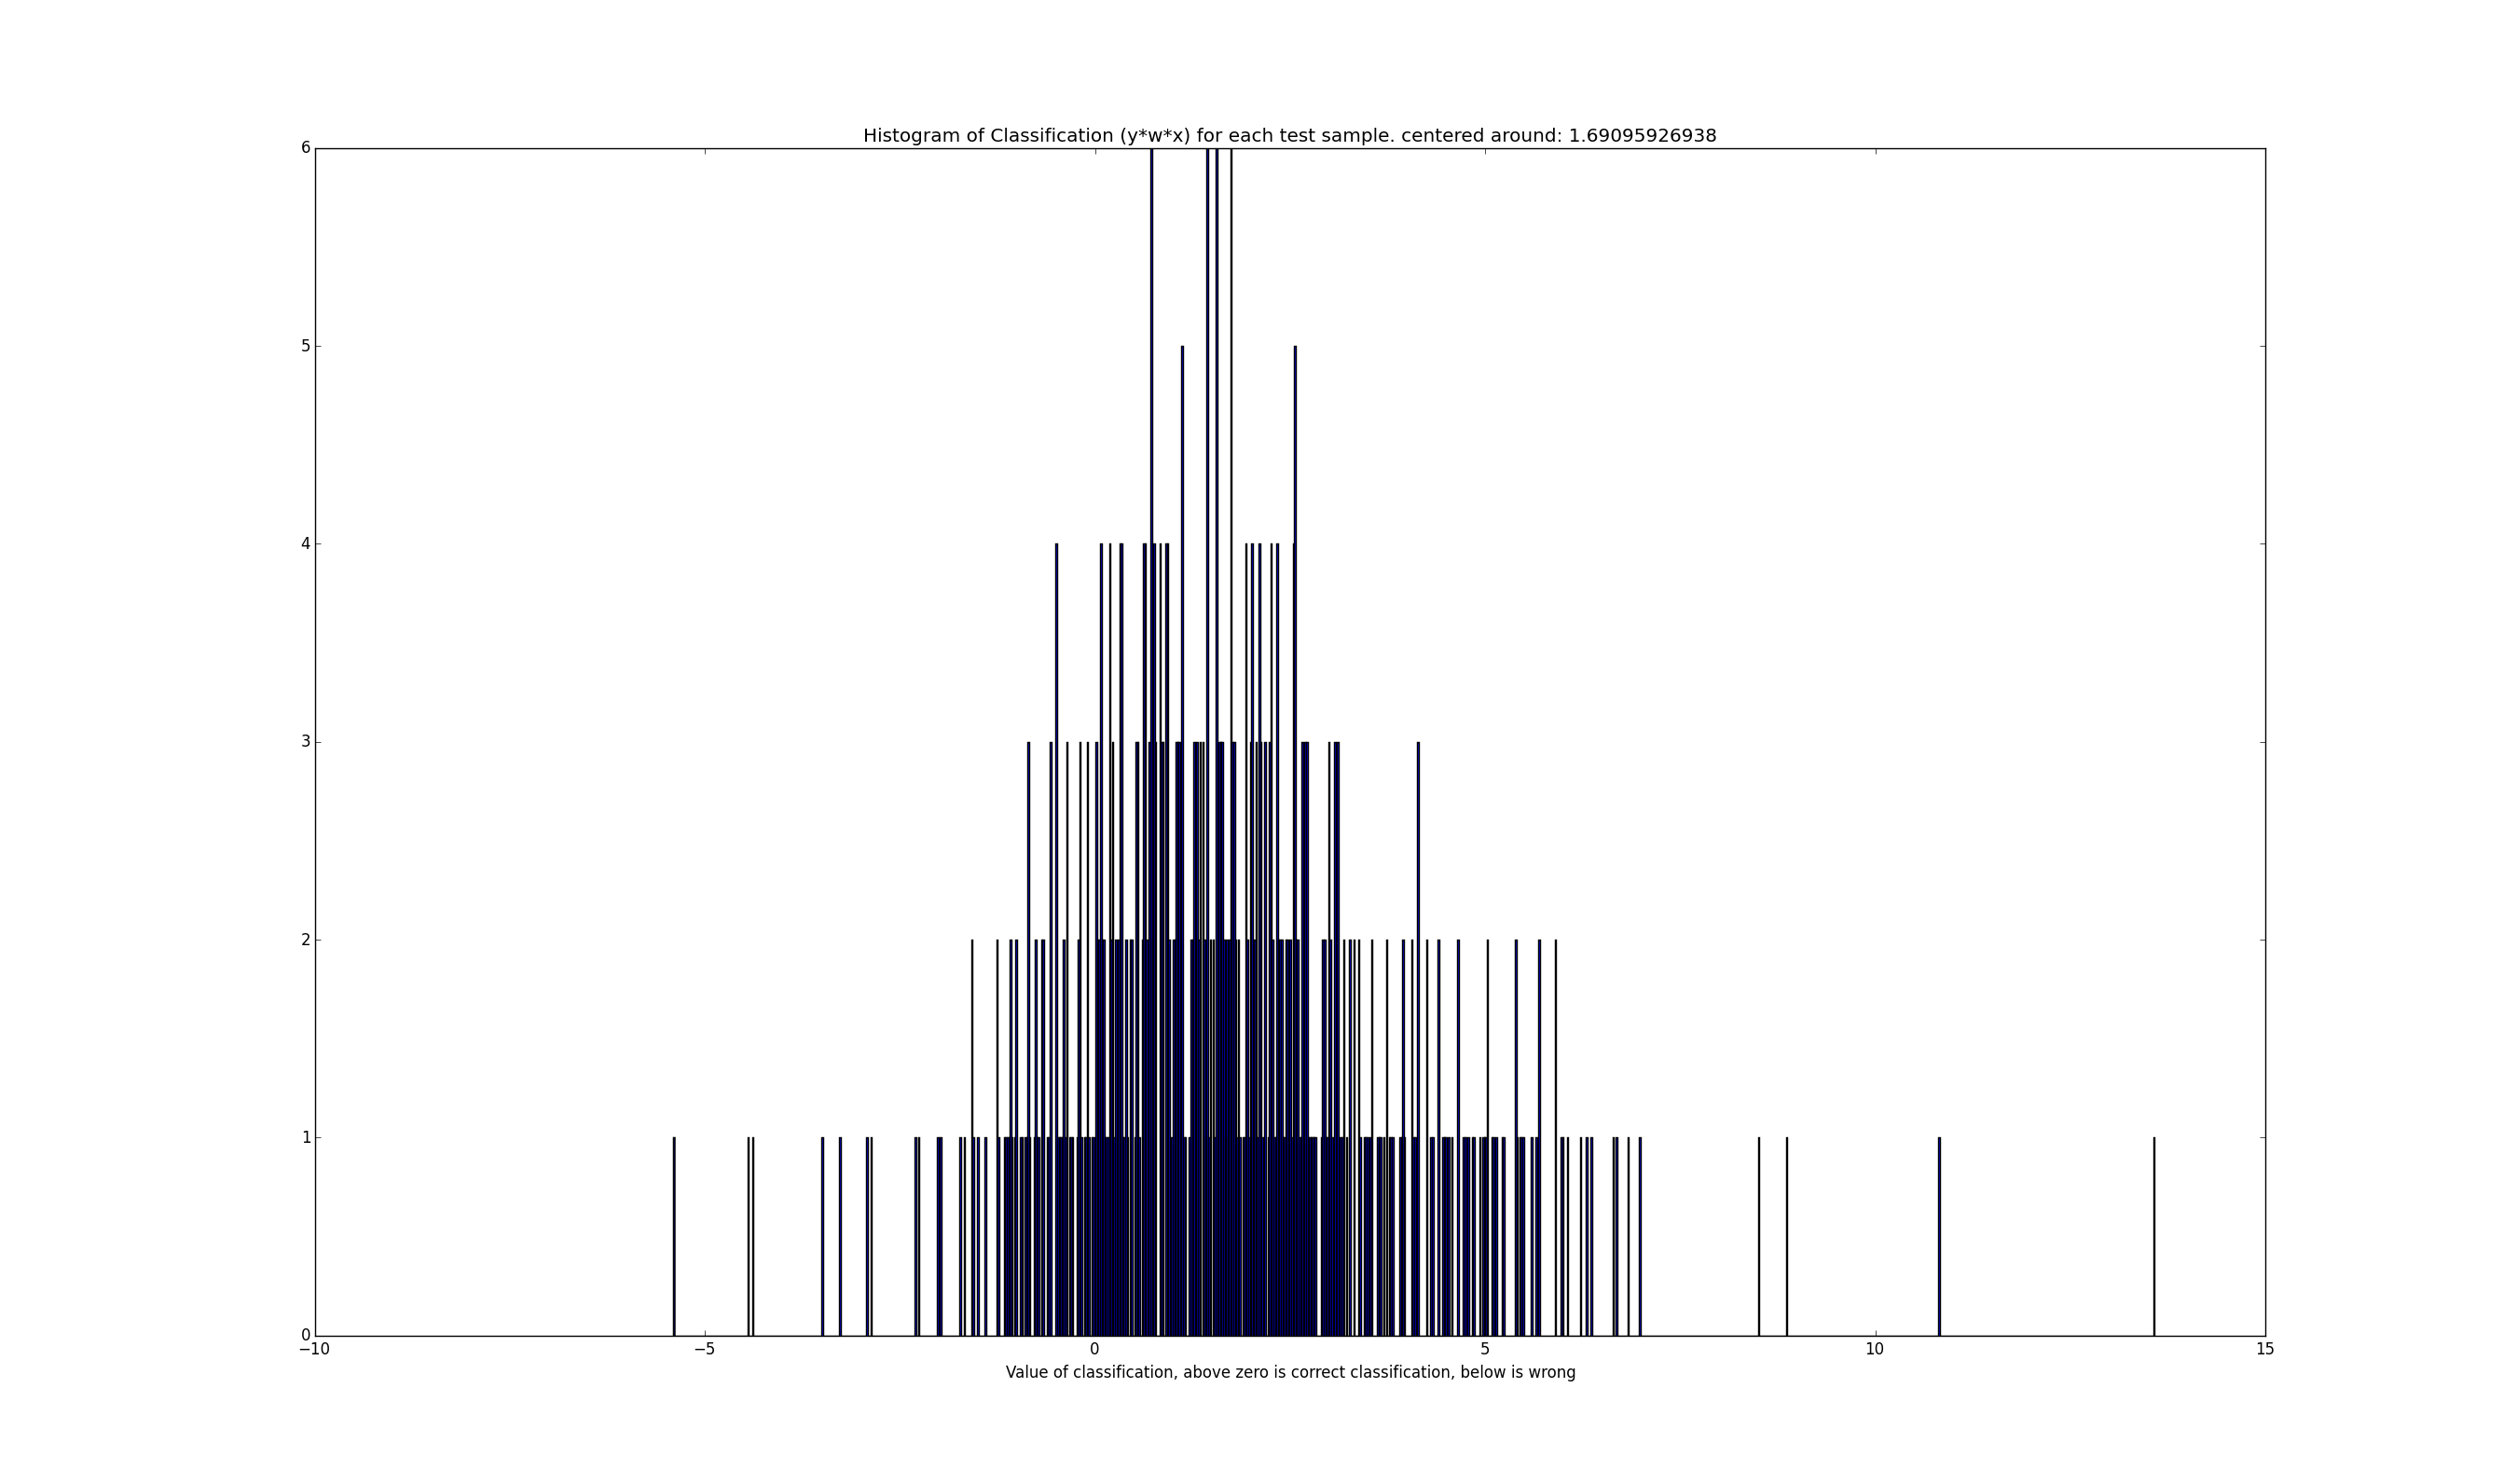 Histogram of Classification (y*w*x) for each test sample. centered around: 1.69095926938
6
5
4
3
2
1
0
−10 −5 0 5 10 15
Value of classification, above zero is correct classification, below is wrong